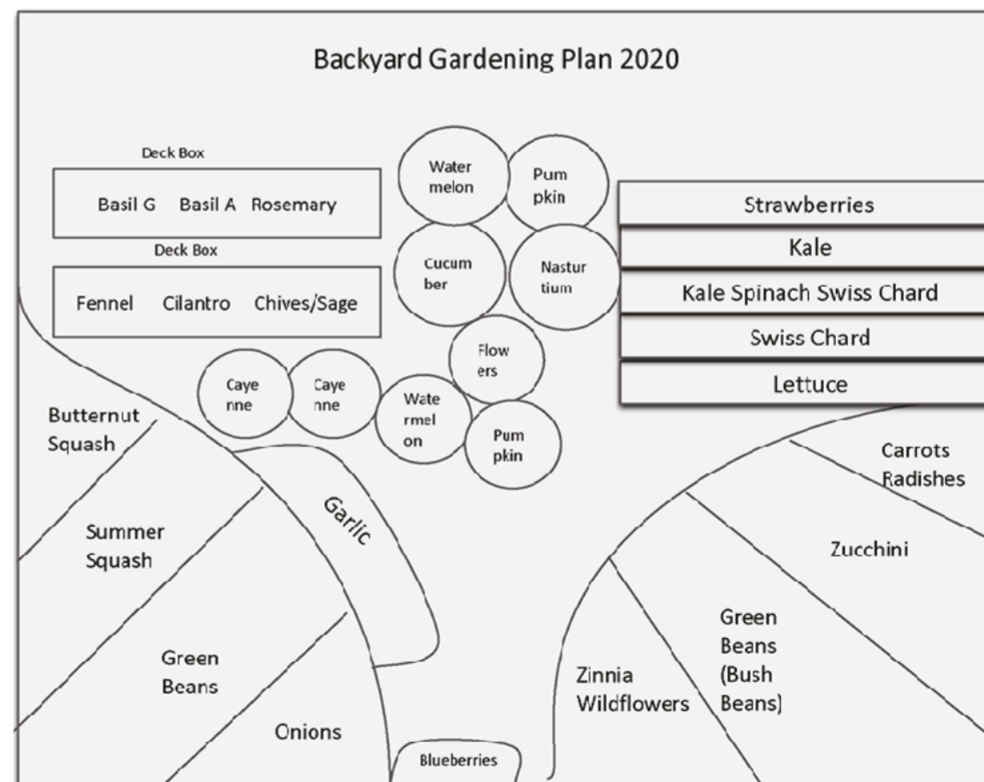 Backyard Gardening Plan 2020
Deck Box
Basil G Basil A Rosemary
Deck Box
Fennel Cilantro Chives/Sage
Water
melon
Pum
pkin
Cucum
ber
Nastur
tium
Flow
ers
Caye
nne
Caye
nne
Wate
rmel
on
Pum
pkin
Strawberries
Kale
Kale Spinach Swiss Chard
Swiss Chard
Lettuce
Butternut
Squash
Summer
Squash
Green
Beans
Onions
Garlic
Blueberries
Zinnia
Wildflowers
Green
Beans
(Bush
Beans)
Zucchini
Carrots
Radishes